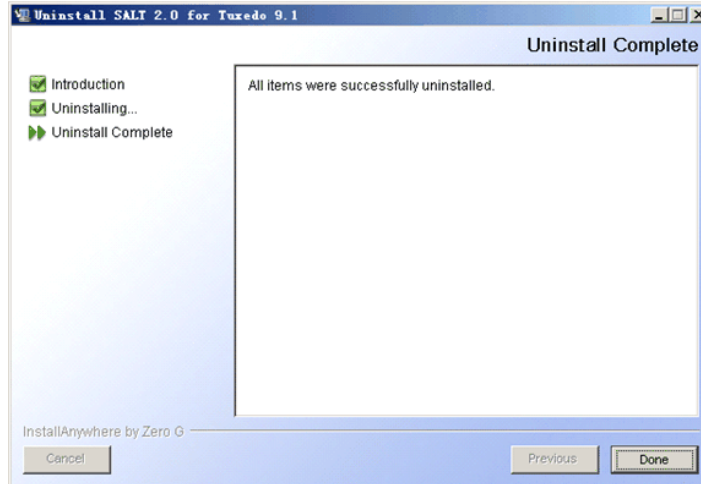 Uninstall SALT 2.0 for Tuxedo 9.1
Uninstall Complete
Introduction
Uninstalling...
Uninstall Complete
All items were successfully uninstalled.
InstallAnywhere by Zero G
Cancel
Previous
Done